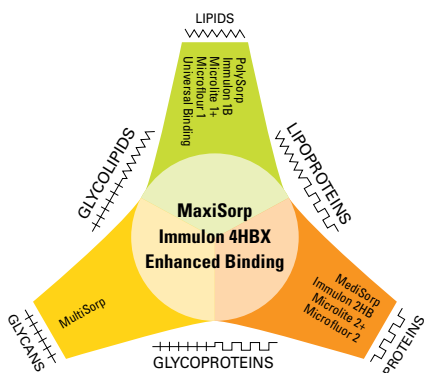 LIPIDS
PolySorp
Immulon 1B
Microlite 1+
Microflour 1
Universal Binding
GLYCOLIPIDS
LIPOPROTEINS
MaxiSorp
Immulon 4HBX
Enhanced Binding
MultiSorp
MediSorp
Immulon 2HB
Microlite 2+
Microfluor 2
GLYCANS
GLYCOPROTEINS
PROTEINS